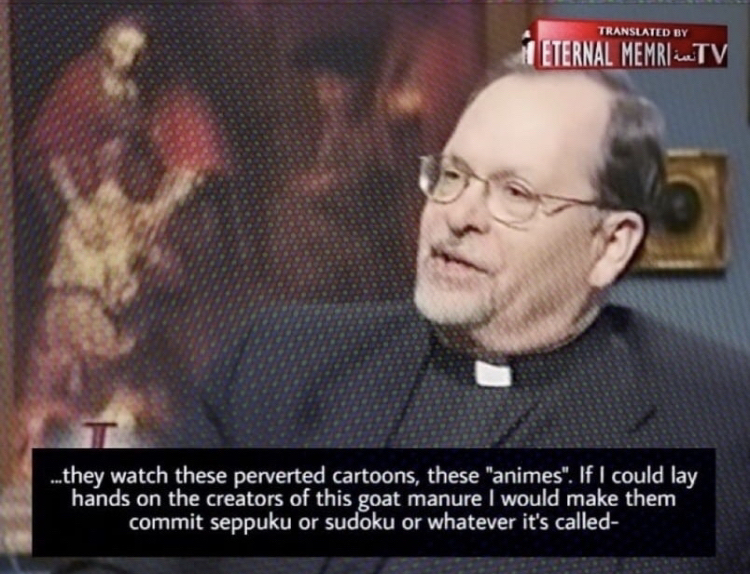 TRANSLATED BY
ETERNAL MEMRI TV
I
...they watch these perverted cartoons, these "animes". If I could lay
hands on the creators of this goat manure I would make them
commit seppuku or sudoku or whatever it's called-